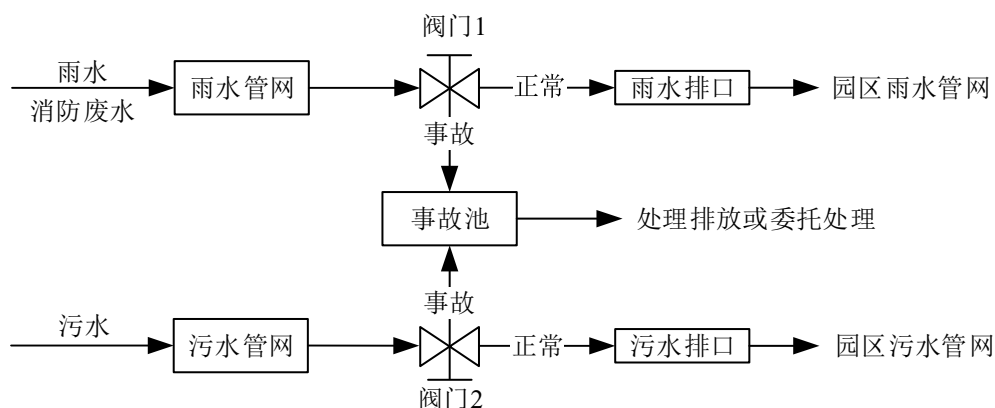 阀门1
雨水
消防废水
雨水管网
正常
雨水排口
园区雨水管网
事故
事故池
处理排放或委托处理
事故
污水
污水管网
正常
污水排口
园区污水管网
阀门2